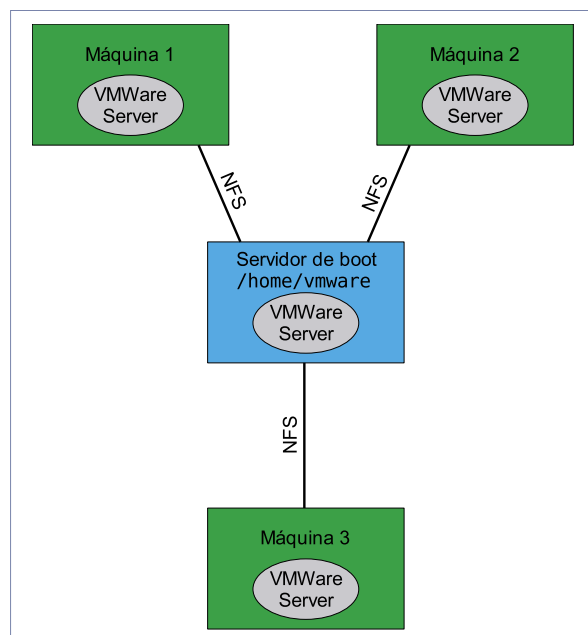 Máquina 1
VMWare
Server
Máquina 2
VMWare
Server
NFS
NFS
Servidor de boot
/home/vmware
VMWare
Server
NFS
Máquina 3
VMWare
Server